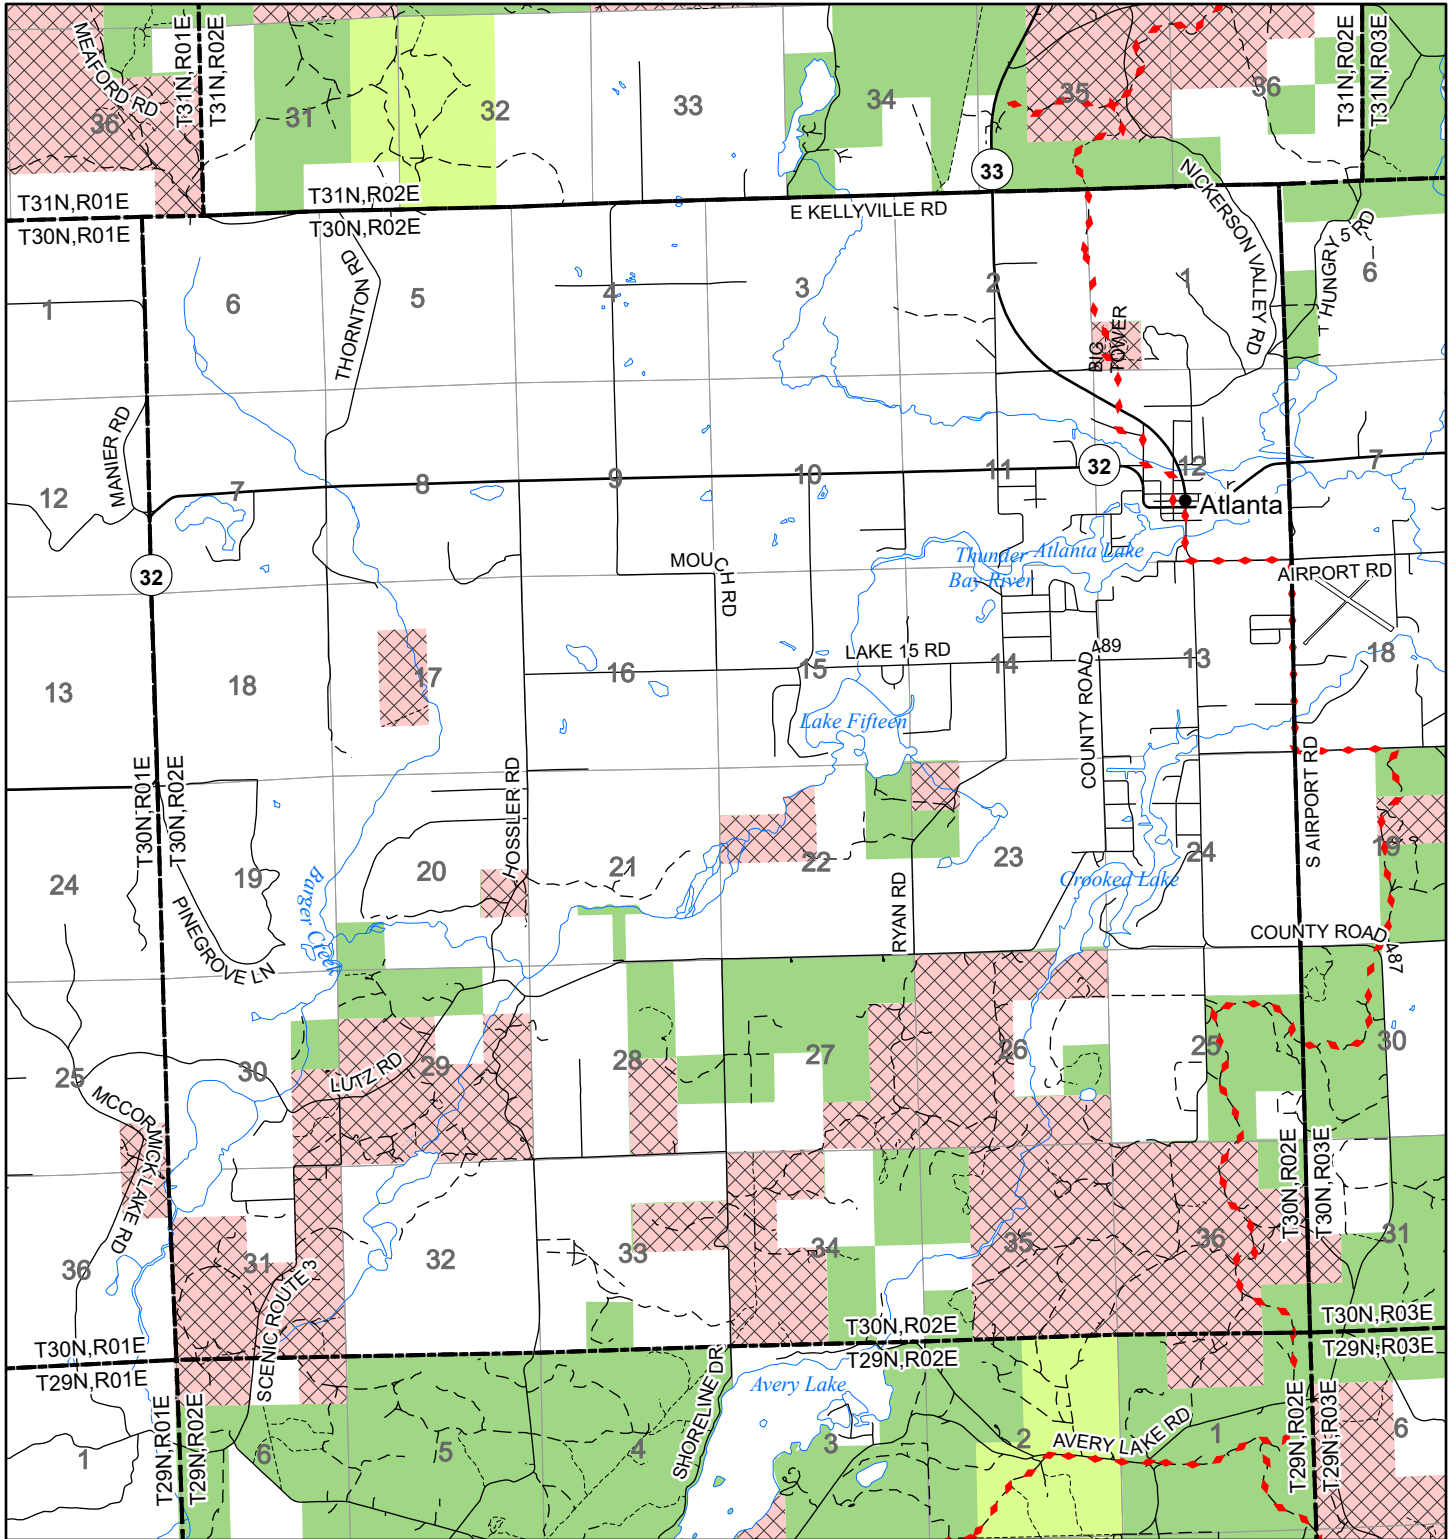 MEAFORD RD
T31N,R01E
T31N,R02E
T31N,R02E
T31N,R03E
36
31
32
33
34
35
36
33
T31N,R01E
T30N,R01E
T31N,R02E
T30N,R02E
E KELLYVILLE RD
NICKERSON VALLEY RD
HUNGRY 5 RD
THORNTON RD
1
6
5
4
3
2
1
6
BIG TOWER
MANIER RD
12
7
8
9
10
11
32
12
7
Atlanta
32
MOUCH RD
Thunder Bay River
Atlanta Lake
AIRPORT RD
13
18
17
16
15
LAKE 15 RD
14
COUNTY ROAD 489
13
18
Lake Fifteen
T30N,R01E
T30N,R02E
HOSSLER RD
S AIRPORT RD
24
19
20
21
22
23
24
19
PINEGROVE LN
Barger Creek
RYAN RD
Crooked Lake
COUNTY ROAD 487
25
30
29
28
27
26
25
30
LUTZ RD
MCCORMICK LAKE RD
T30N,R02E
T30N,R03E
36
31
32
33
34
35
36
31
SCENIC ROUTE 3
T30N,R01E
T29N,R01E
T30N,R02E
T29N,R02E
T30N,R03E
T29N,R03E
SHORELINE DR
Avery Lake
T29N,R01E
T29N,R02E
T29N,R02E
T29N,R03E
AVERY LAKE RD
1
6
5
4
3
2
1
6